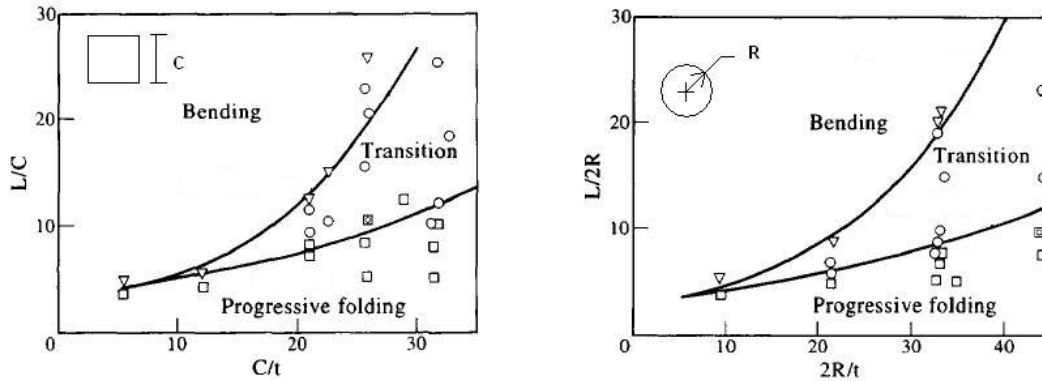 30
20
10
0
L/C
C
Bending
Transition
Progressive folding
10
20
30
C/t
30
20
10
0
L/2R
R
Bending
Transition
Progressive folding
10
20
30
40
2R/t